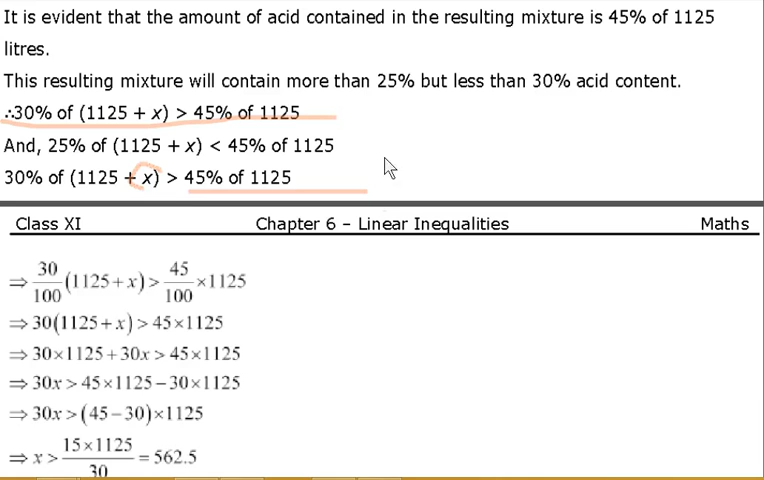 It is evident that the amount of acid contained in the resulting mixture is 45% of 1125
litres.
This resulting mixture will contain more than 25% but less than 30% acid content.
∴30% of (1125 + x) > 45% of 1125
And, 25% of (1125 + x) < 45% of 1125
30% of (1125 + x) > 45% of 1125
Class XI Chapter 6 – Linear Inequalities Maths
⇒ 30/100 (1125+x) > 45/100 ×1125
⇒ 30(1125+x) > 45×1125
⇒ 30×1125+30x > 45×1125
⇒ 30x > 45×1125−30×1125
⇒ 30x > (45−30)×1125
⇒ x > 15×1125/30 = 562.5